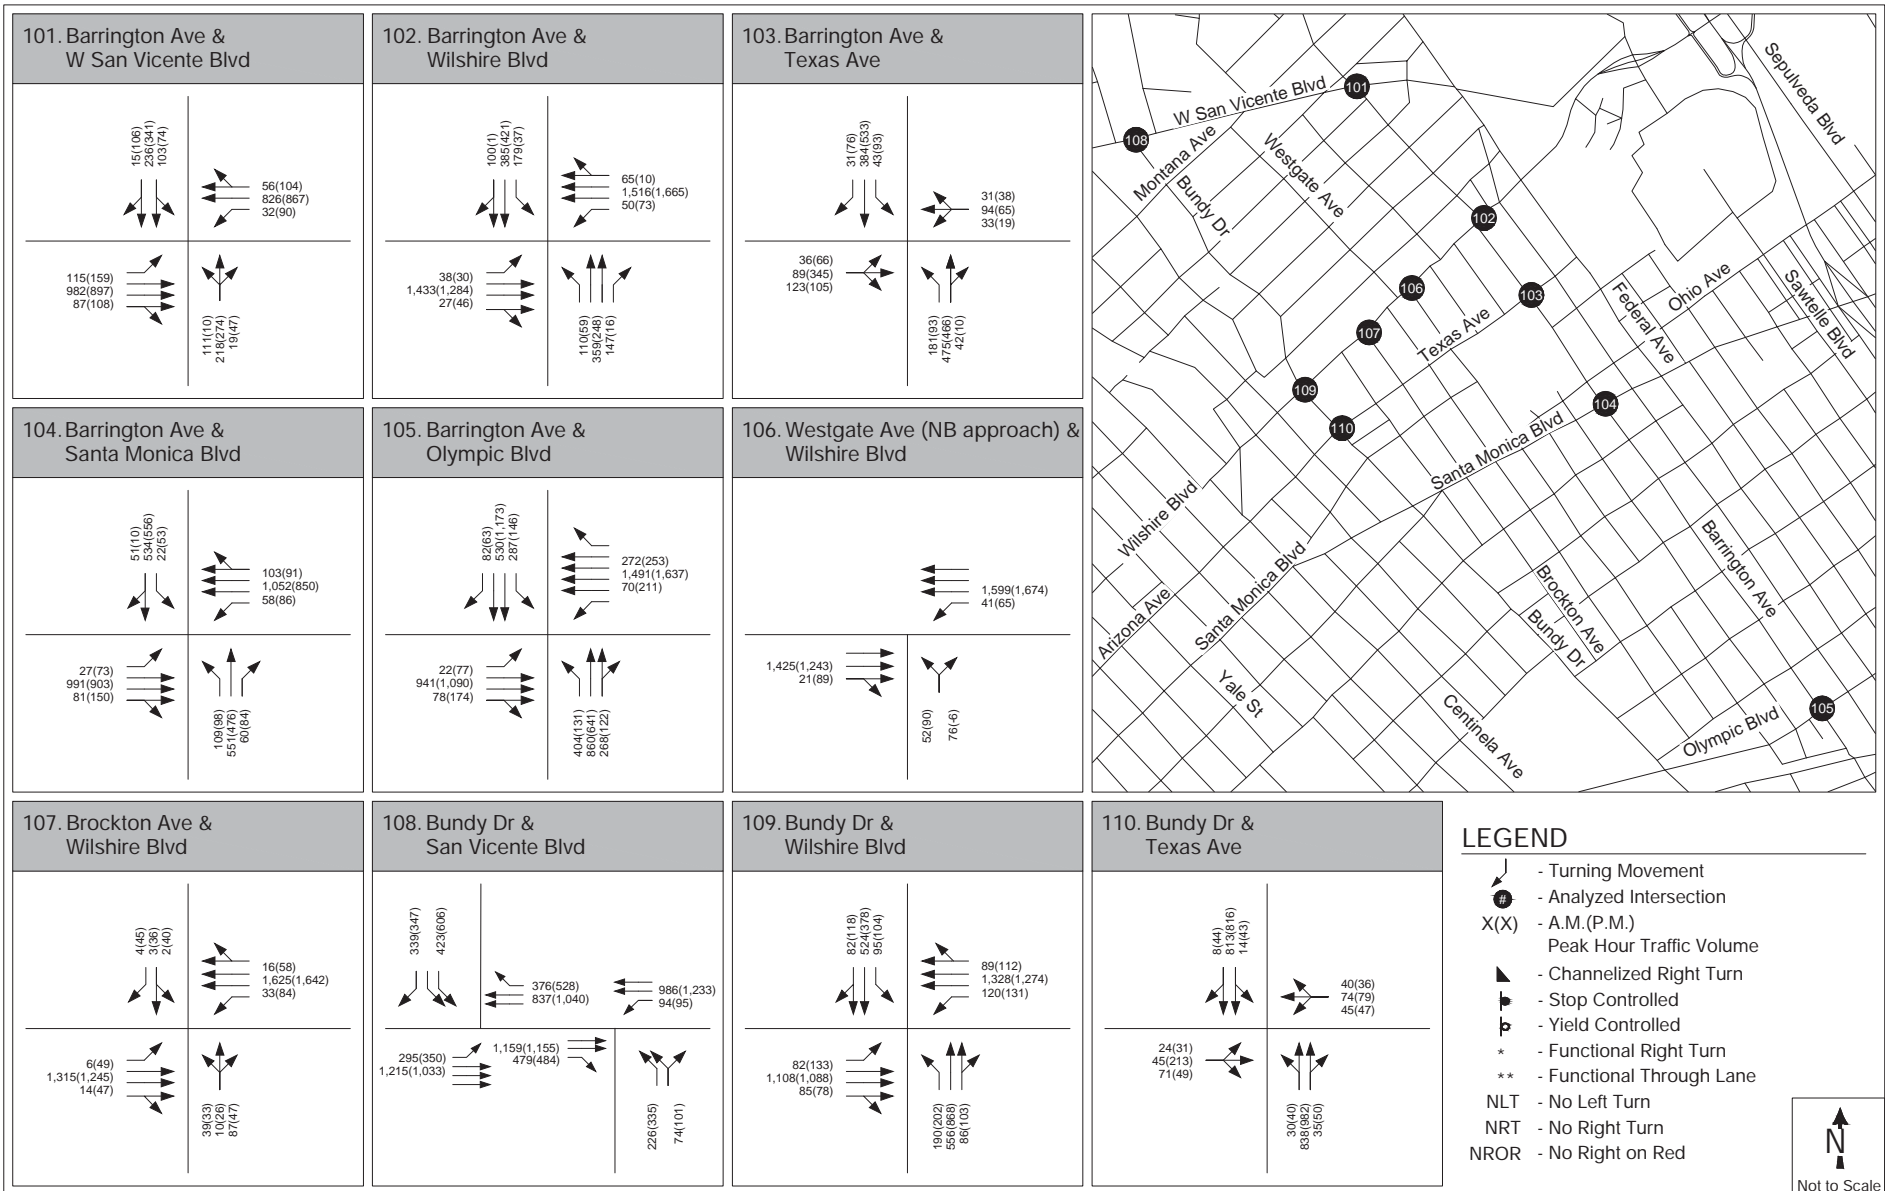 101. Barrington Ave &
W San Vicente Blvd
15(106)
236(341)
103(74)
56(104)
826(867)
32(90)
115(159)
982(897)
87(108)
111(10)
218(274)
19(47)
102. Barrington Ave &
Wilshire Blvd
100(1)
385(421)
179(37)
65(10)
1,516(1,665)
50(73)
38(30)
1,433(1,284)
27(46)
110(59)
359(248)
147(16)
103. Barrington Ave &
Texas Ave
31(76)
384(533)
43(93)
31(38)
94(65)
33(19)
36(66)
89(345)
123(105)
181(93)
475(466)
42(10)
W San Vicente Blvd
Montana Ave
Bundy Dr
Westgate Ave
Sepulveda Blvd
Texas Ave
Federal Ave
Ohio Ave
Sawtelle Blvd
Santa Monica Blvd
Wilshire Blvd
Arizona Ave
Santa Monica Blvd
Yale St
Centinela Ave
Brockton Ave
Bundy Dr
Barrington Ave
Olympic Blvd
101
108
102
106
103
107
109
110
104
105
104. Barrington Ave &
Santa Monica Blvd
51(10)
534(556)
22(53)
103(91)
1,052(850)
58(86)
27(73)
991(903)
81(150)
109(98)
551(476)
60(84)
105. Barrington Ave &
Olympic Blvd
82(63)
530(1,173)
287(146)
272(253)
1,491(1,637)
70(211)
22(77)
941(1,090)
78(174)
404(131)
860(641)
268(122)
106. Westgate Ave (NB approach) &
Wilshire Blvd
1,599(1,674)
41(65)
1,425(1,243)
21(89)
52(90)
76(-6)
107. Brockton Ave &
Wilshire Blvd
4(45)
3(36)
2(40)
16(58)
1,625(1,642)
33(84)
6(49)
1,315(1,245)
14(47)
39(33)
10(26)
87(47)
108. Bundy Dr &
San Vicente Blvd
339(347)
423(606)
376(528)
837(1,040)
986(1,233)
94(95)
295(350)
1,215(1,033)
1,159(1,155)
479(484)
226(335)
74(101)
109. Bundy Dr &
Wilshire Blvd
82(118)
524(378)
95(104)
89(112)
1,328(1,274)
120(131)
82(133)
1,108(1,088)
85(78)
190(202)
556(868)
86(103)
110. Bundy Dr &
Texas Ave
8(44)
813(816)
14(43)
40(36)
74(79)
45(47)
24(31)
45(213)
71(49)
30(40)
838(982)
35(50)
LEGEND
- Turning Movement
# - Analyzed Intersection
X(X) - A.M.(P.M.)
Peak Hour Traffic Volume
- Channelized Right Turn
- Stop Controlled
- Yield Controlled
* - Functional Right Turn
** - Functional Through Lane
NLT - No Left Turn
NRT - No Right Turn
NROR - No Right on Red
N
Not to Scale